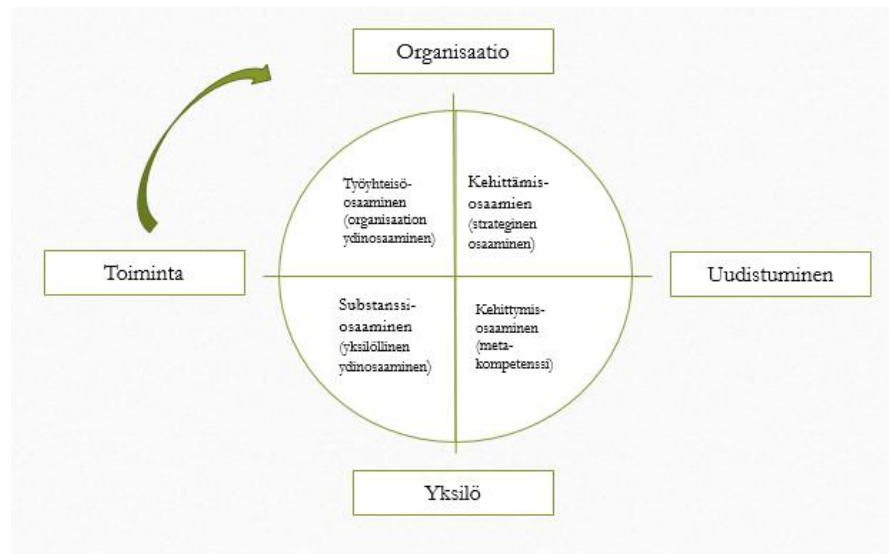 Organisaatio
Työyhteisö-
osaaminen
(organisaation
ydinosaaminen)
Kehittämis-
osaamien
(strateginen
osaaminen)
Toiminta
Uudistuminen
Substanssi-
osaaminen
(yksilöllinen
ydinosaaminen)
Kehittymis-
osaaminen
(meta-
kompetenssi)
Yksilö